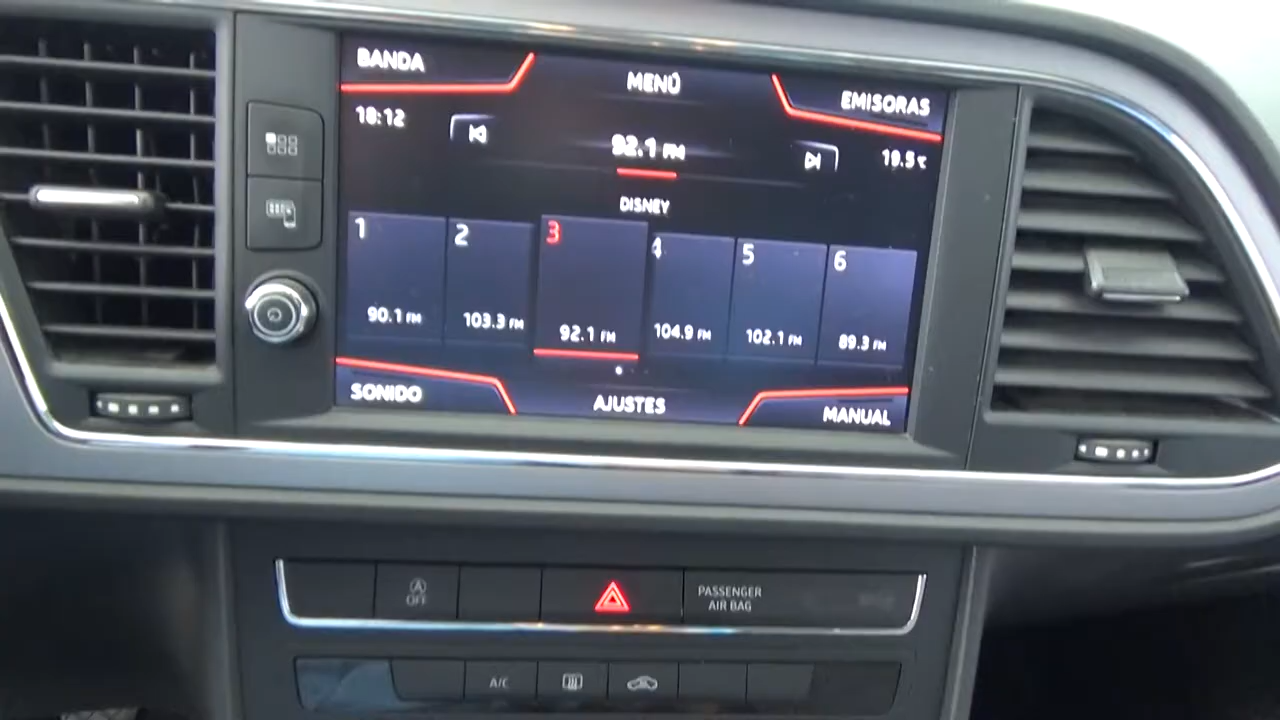 BANDA
MENÚ
EMISORAS
18:12
92.1 FM
19.5°C
DISNEY
1
2
3
4
5
6
90.1 FM
103.3 FM
92.1 FM
104.9 FM
102.1 FM
89.3 FM
SONIDO
AJUSTES
MANUAL
A
OFF
PASSENGER
AIR BAG
A/C